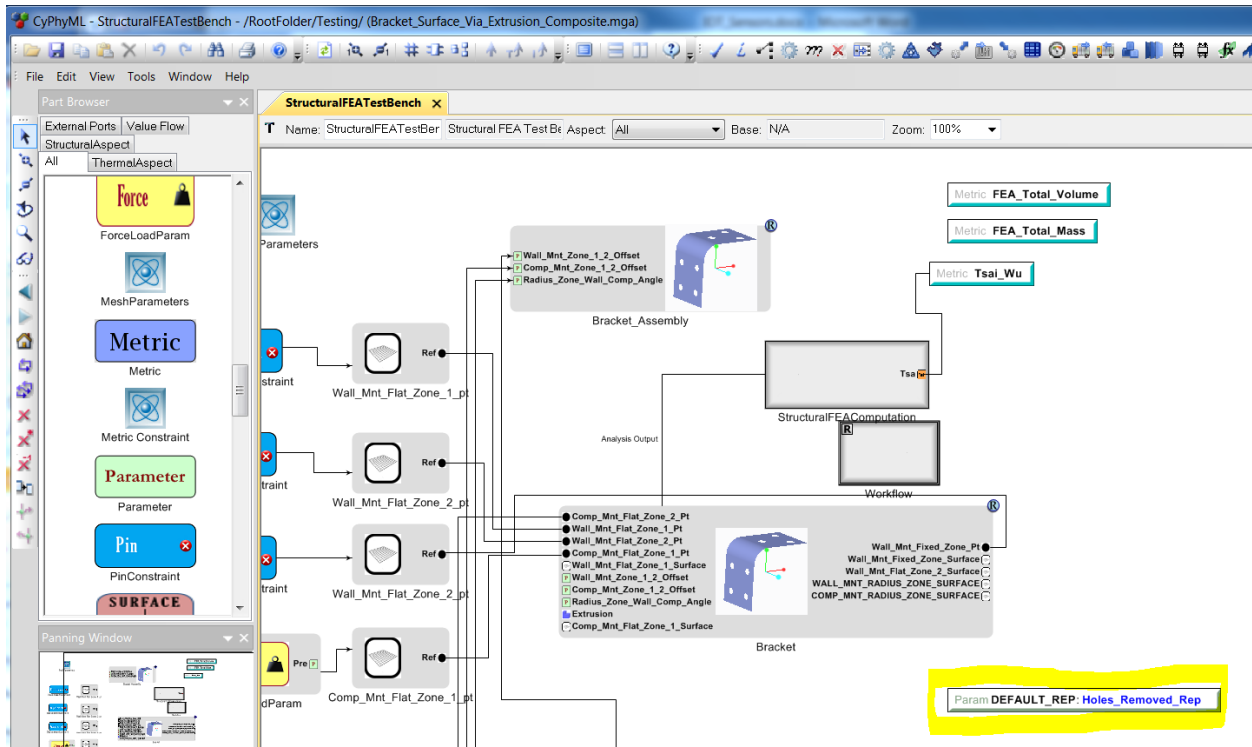 CyPhyML - StructuralFEATestBench - /RootFolder/Testing/ (Bracket_Surface_Via_Extrusion_Composite.mga)
File Edit View Tools Window Help
Part Browser
External Ports Value Flow
StructuralAspect
All ThermalAspect
Force
ForceLoadParam
MeshParameters
Metric
Metric
Metric Constraint
Parameter
Parameter
Pin
PinConstraint
SURFACE
Panning Window
StructuralFEATestBench
T Name: StructuralFEATestBer Structural FEA Test Be Aspect: All Base: N/A Zoom: 100%
Parameters
Metric FEA_Total_Volume
Metric FEA_Total_Mass
Metric Tsai_Wu
Wall_Mnt_Zone_1_2_Offset
Comp_Mnt_Zone_1_2_Offset
Radius_Zone_Wall_Comp_Angle
Bracket_Assembly
straint
Ref
Wall_Mnt_Flat_Zone_1_pt
Tsa
StructuralFEAComputation
Analysis Output
R
Workflow
traint
Ref
Wall_Mnt_Flat_Zone_2_pt
traint
Ref
Wall_Mnt_Flat_Zone_2_pt
Comp_Mnt_Flat_Zone_2_Pt
Wall_Mnt_Flat_Zone_1_Pt
Wall_Mnt_Flat_Zone_2_Pt
Comp_Mnt_Flat_Zone_1_Pt
Wall_Mnt_Flat_Zone_1_Surface
Wall_Mnt_Zone_1_2_Offset
Comp_Mnt_Zone_1_2_Offset
Radius_Zone_Wall_Comp_Angle
Extrusion
Comp_Mnt_Flat_Zone_1_Surface
Wall_Mnt_Fixed_Zone_Pt
Wall_Mnt_Fixed_Zone_Surface
Wall_Mnt_Flat_Zone_2_Surface
WALL_MNT_RADIUS_ZONE_SURFACE
COMP_MNT_RADIUS_ZONE_SURFACE
Bracket
Pre
dParam
Ref
Comp_Mnt_Flat_Zone_1_pt
Param DEFAULT_REP: Holes_Removed_Rep